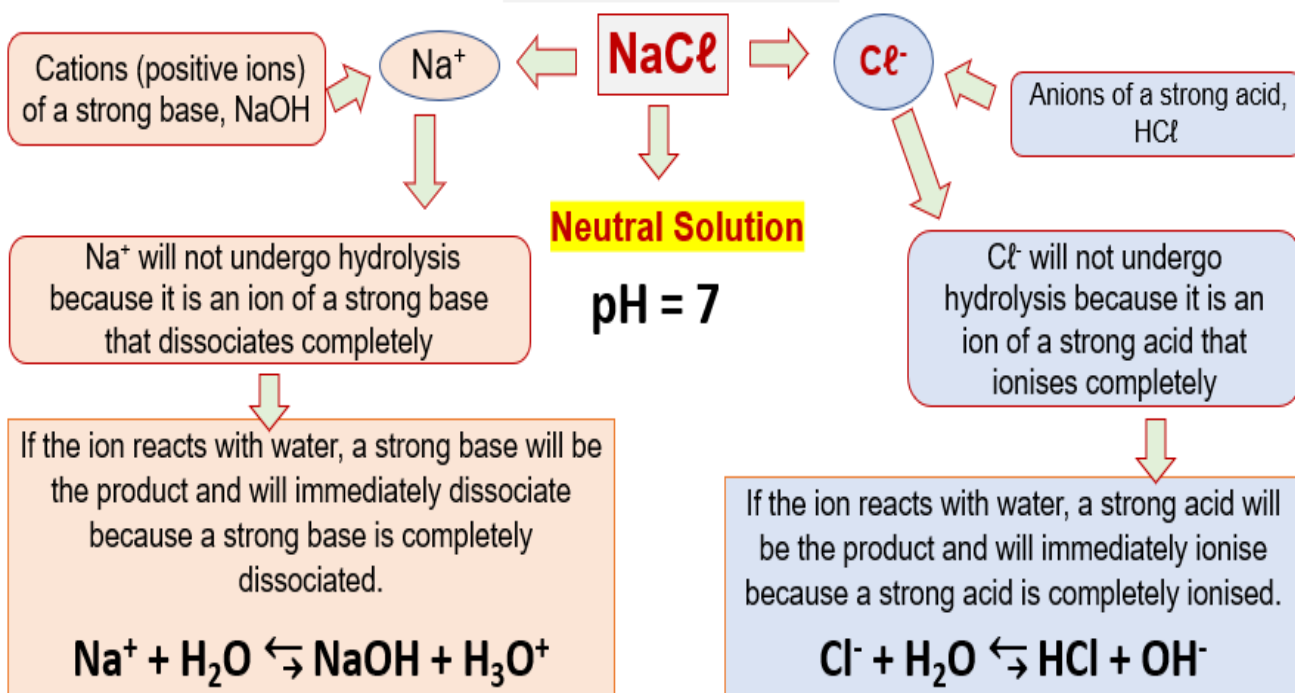 Cations (positive ions)
of a strong base, NaOH
Na⁺
NaCℓ
Cℓ⁻
Anions of a strong acid,
HCℓ
Neutral Solution
pH = 7
Na⁺ will not undergo hydrolysis
because it is an ion of a strong base
that dissociates completely
Cℓ⁻ will not undergo
hydrolysis because it is an
ion of a strong acid that
ionises completely
If the ion reacts with water, a strong base will be
the product and will immediately dissociate
because a strong base is completely
dissociated.
Na⁺ + H₂O ⇆ NaOH + H₃O⁺
If the ion reacts with water, a strong acid will
be the product and will immediately ionise
because a strong acid is completely ionised.
Cl⁻ + H₂O ⇆ HCl + OH⁻